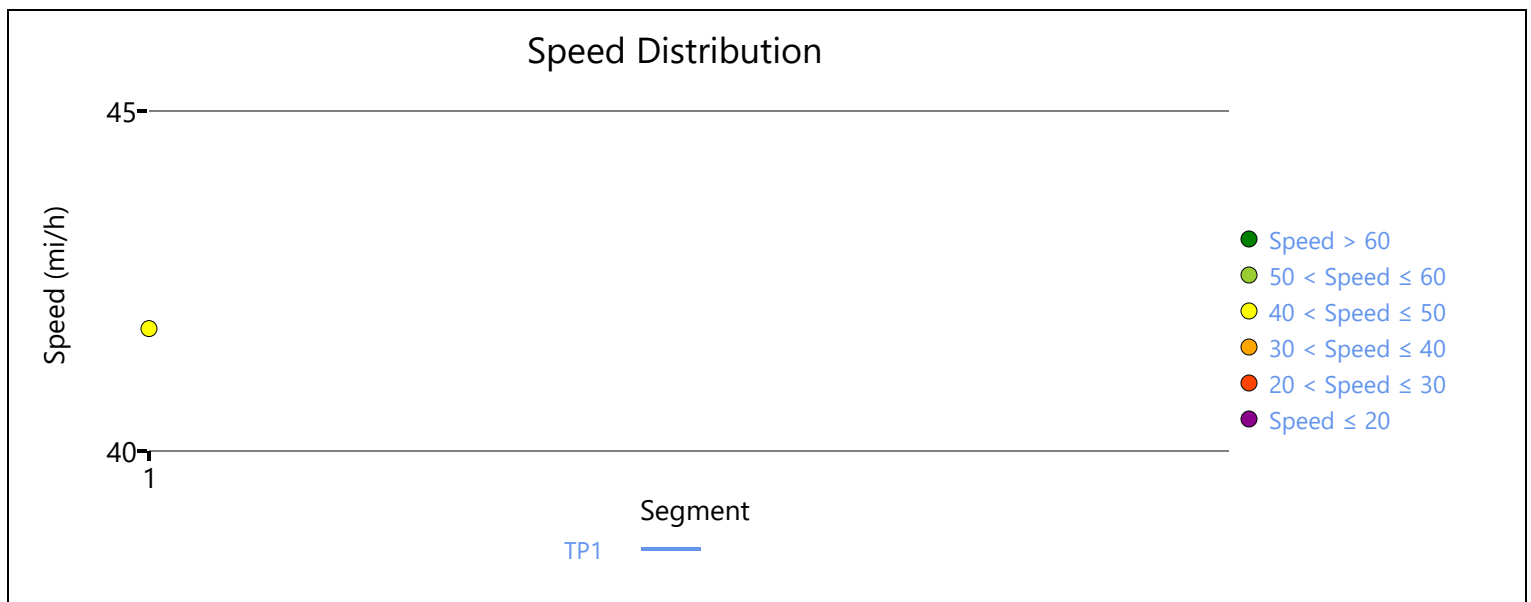 Speed Distribution
45
Speed (mi/h)
40
1
Segment
TP1
Speed > 60
50 < Speed ≤ 60
40 < Speed ≤ 50
30 < Speed ≤ 40
20 < Speed ≤ 30
Speed ≤ 20